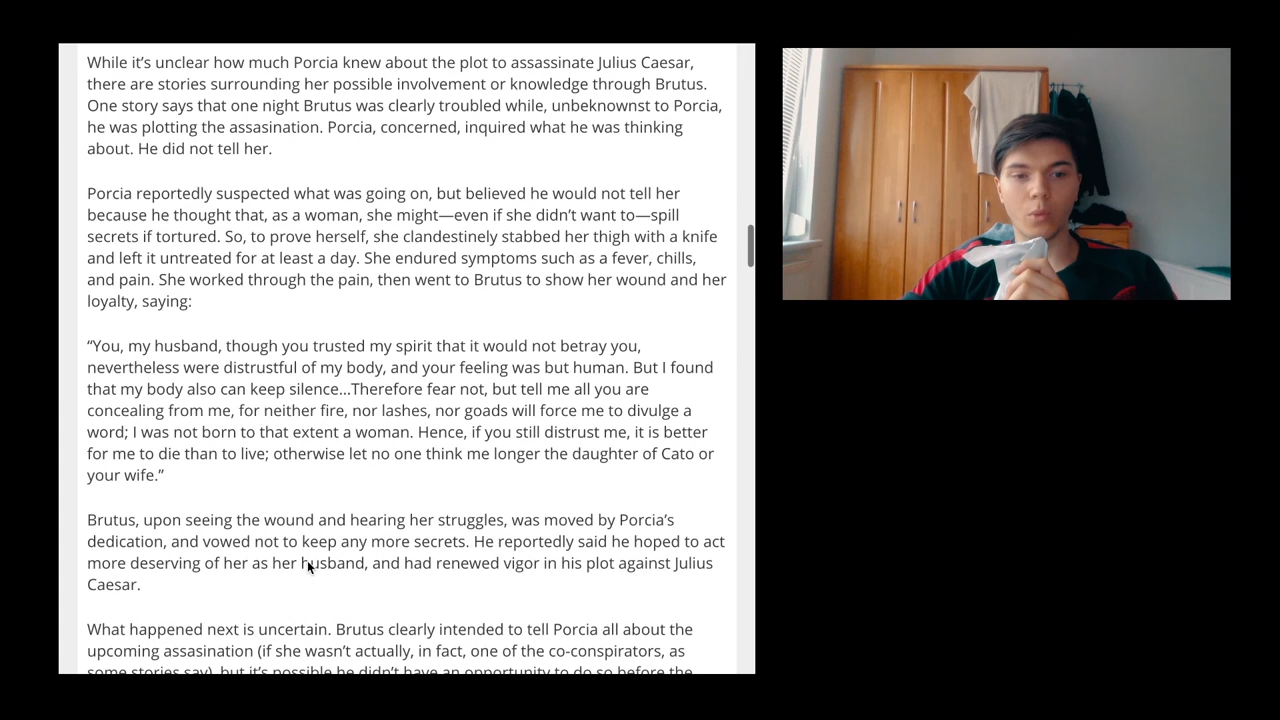 While it’s unclear how much Porcia knew about the plot to assassinate Julius Caesar,
there are stories surrounding her possible involvement or knowledge through Brutus.
One story says that one night Brutus was clearly troubled while, unbeknownst to Porcia,
he was plotting the assasination. Porcia, concerned, inquired what he was thinking
about. He did not tell her.
Porcia reportedly suspected what was going on, but believed he would not tell her
because he thought that, as a woman, she might—even if she didn’t want to—spill
secrets if tortured. So, to prove herself, she clandestinely stabbed her thigh with a knife
and left it untreated for at least a day. She endured symptoms such as a fever, chills,
and pain. She worked through the pain, then went to Brutus to show her wound and her
loyalty, saying:
“You, my husband, though you trusted my spirit that it would not betray you,
nevertheless were distrustful of my body, and your feeling was but human. But I found
that my body also can keep silence...Therefore fear not, but tell me all you are
concealing from me, for neither fire, nor lashes, nor goads will force me to divulge a
word; I was not born to that extent a woman. Hence, if you still distrust me, it is better
for me to die than to live; otherwise let no one think me longer the daughter of Cato or
your wife.”
Brutus, upon seeing the wound and hearing her struggles, was moved by Porcia’s
dedication, and vowed not to keep any more secrets. He reportedly said he hoped to act
more deserving of her as her husband, and had renewed vigor in his plot against Julius
Caesar.
What happened next is uncertain. Brutus clearly intended to tell Porcia all about the
upcoming assasination (if she wasn’t actually, in fact, one of the co-conspirators, as
some stories say), but it’s possible he didn’t have an opportunity to do so before the